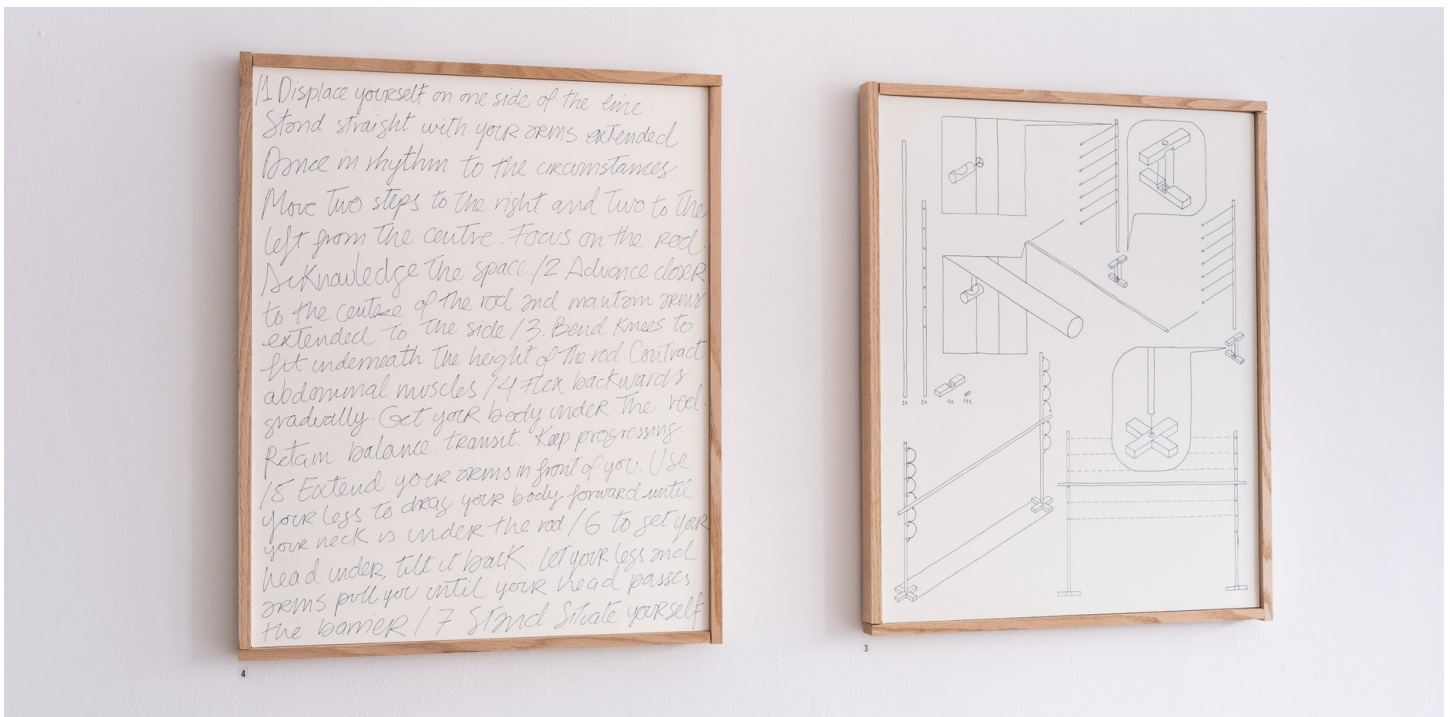 /1 Displace yourself on one side of the line.
Stand straight with your arms extended.
Dance in rhythm to the circumstances.
Move two steps to the right and two to the
left from the centre. Focus on the rod.
Acknowledge the space /2 Advance closer
to the centre of the rod and mantain arms
extended to the side /3. Bend knees to
fit underneath the height of the rod. Contract
abdominal muscles /4 Flex backwards
gradually. Get your body under the rod.
Retain balance. transit. Keep progressing
/5 Extend your arms in front of you. Use
your legs to drag your body forward until
your neck is under the rod /6 to get your
head under, tilt it back. Let your legs and
arms pull you until your head passes
the barrier /7 Stand. Situate yourself
4
2x
4x
3